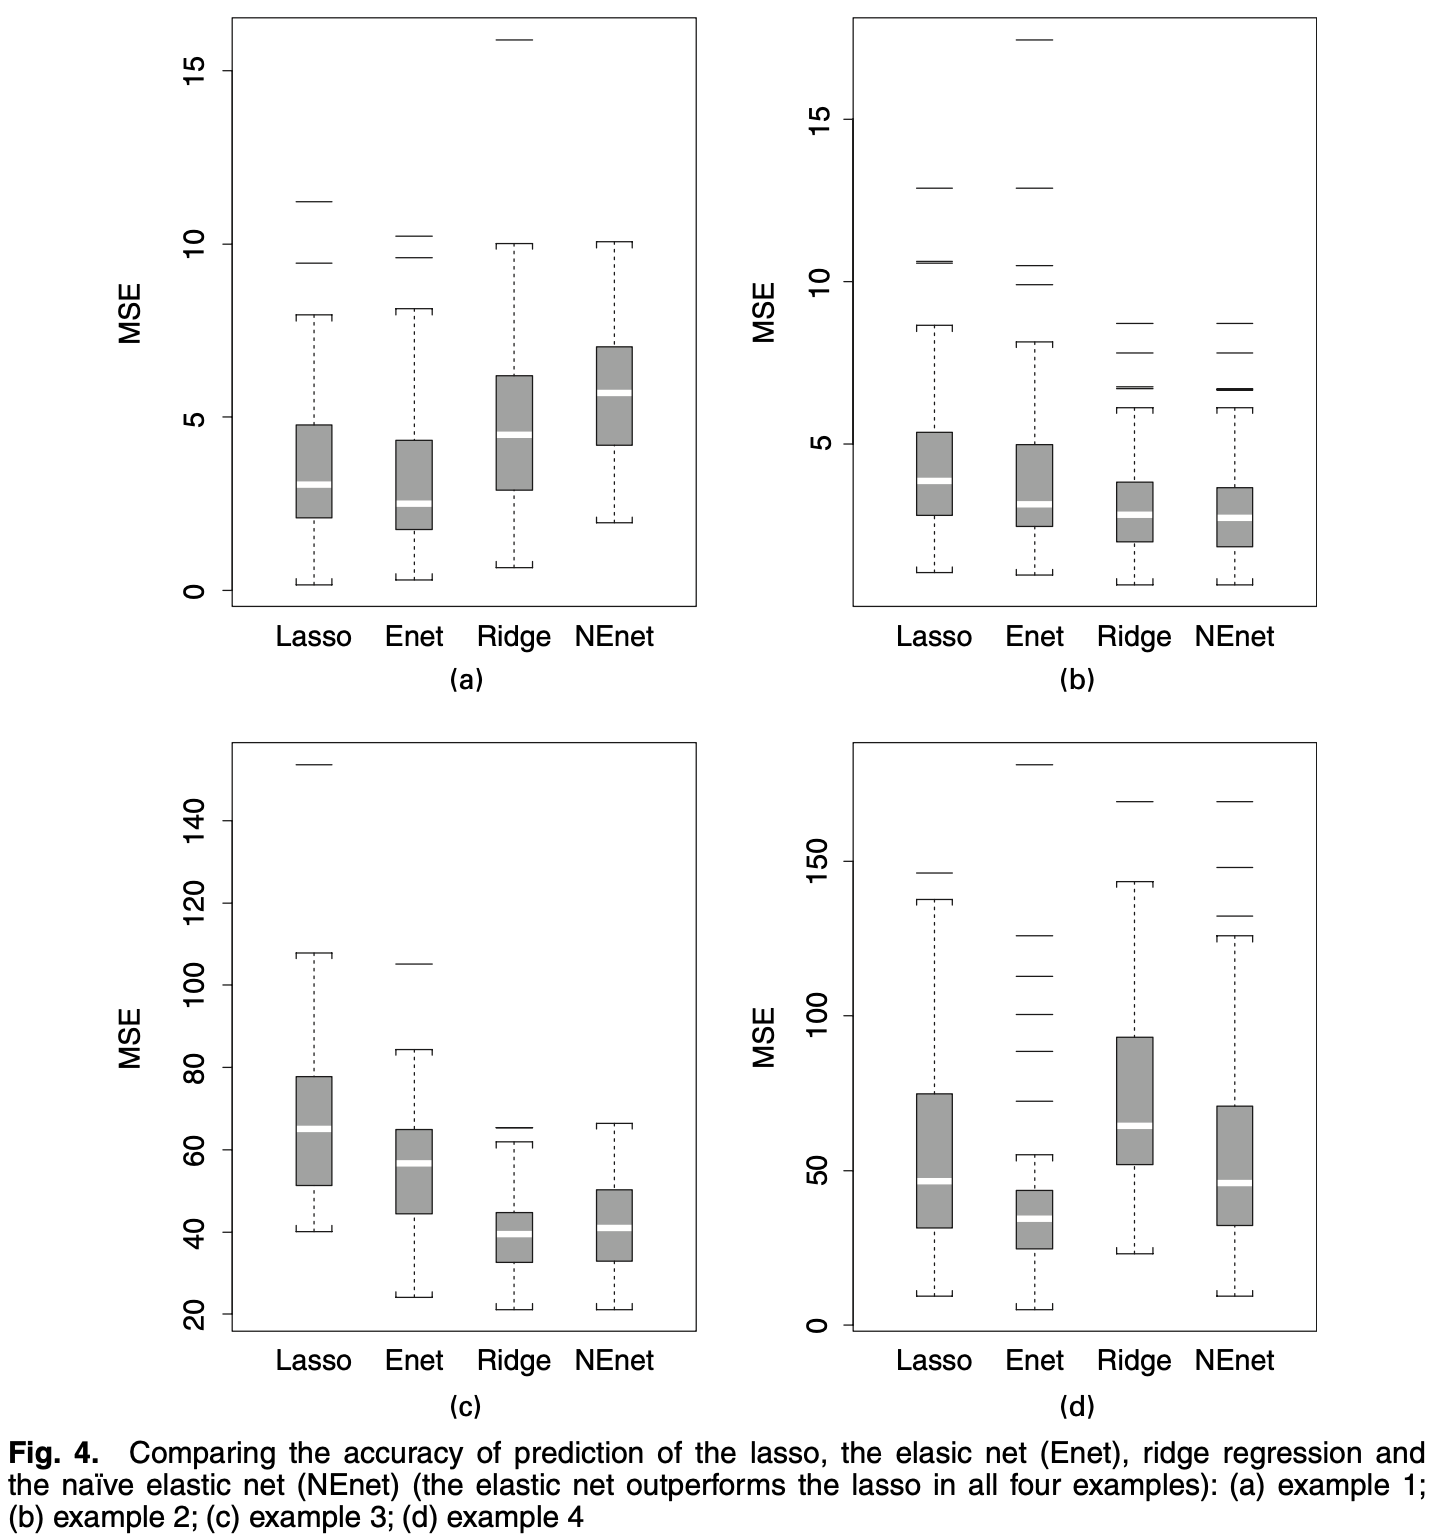 15
10
5
0
MSE
Lasso Enet Ridge NEnet
(a)
15
10
5
MSE
Lasso Enet Ridge NEnet
(b)
140
120
100
80
60
40
20
MSE
Lasso Enet Ridge NEnet
(c)
150
100
50
0
MSE
Lasso Enet Ridge NEnet
(d)
Fig. 4. Comparing the accuracy of prediction of the lasso, the elasic net (Enet), ridge regression and
the naïve elastic net (NEnet) (the elastic net outperforms the lasso in all four examples): (a) example 1;
(b) example 2; (c) example 3; (d) example 4